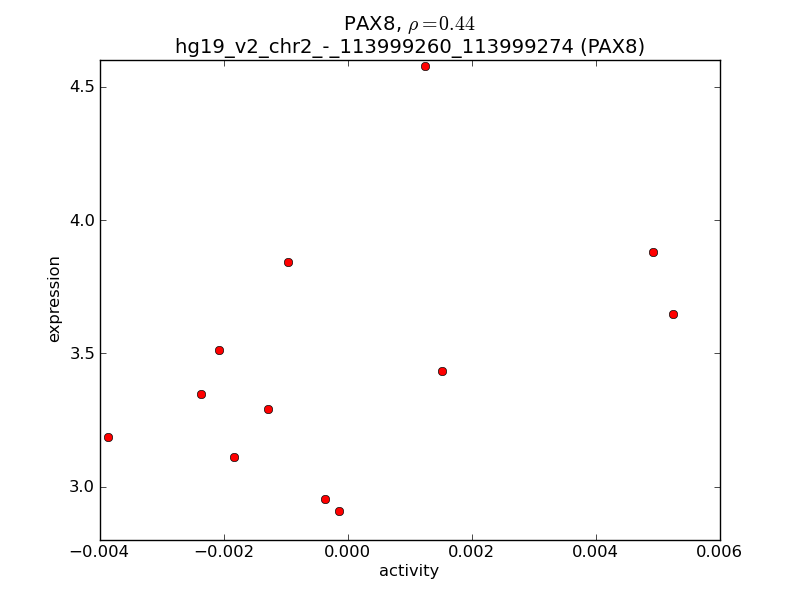 PAX8, ρ=0.44
hg19_v2_chr2_-_113999260_113999274 (PAX8)
4.5
4.0
3.5
3.0
expression
−0.004
−0.002
0.000
0.002
0.004
0.006
activity